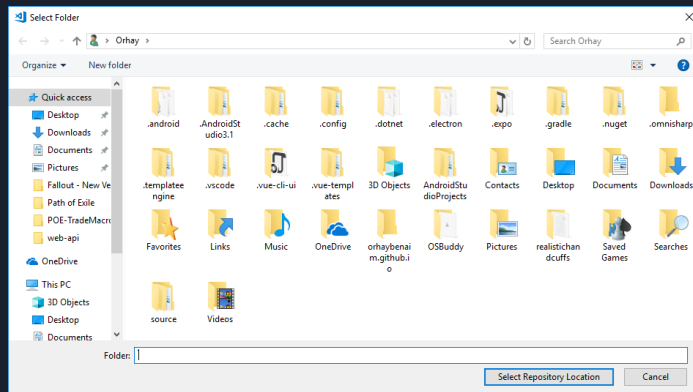 Select Folder
Orhay
Search Orhay
Organize
New folder
?
Quick access
Desktop
Downloads
Documents
Pictures
Fallout - New Ve
Path of Exile
POE-TradeMacro
web-api
OneDrive
This PC
3D Objects
Desktop
Documents
.android
.AndroidSt
udio3.1
.cache
.config
.dotnet
.electron
.expo
.gradle
.nuget
.omnisharp
.templatee
ngine
.vscode
.vue-cli-ui
.vue-templ
ates
3D Objects
AndroidStu
dioProjects
Contacts
Desktop
Documents
Downloads
Favorites
Links
Music
OneDrive
orhaybenai
m.github.i
o
OSBuddy
Pictures
realistichan
dcuffs
Saved
Games
Searches
source
Videos
Folder:
Select Repository Location
Cancel